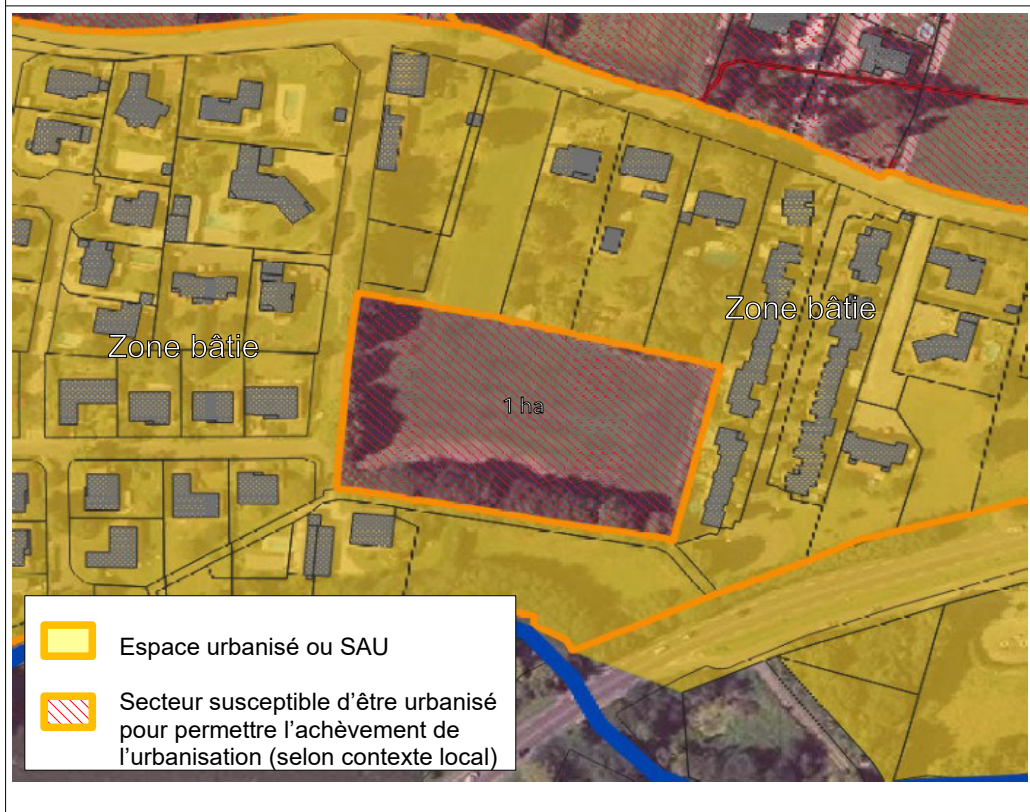 Zone bâtie
Zone bâtie
1 ha
Espace urbanisé ou SAU
Secteur susceptible d’être urbanisé
pour permettre l’achèvement de
l’urbanisation (selon contexte local)